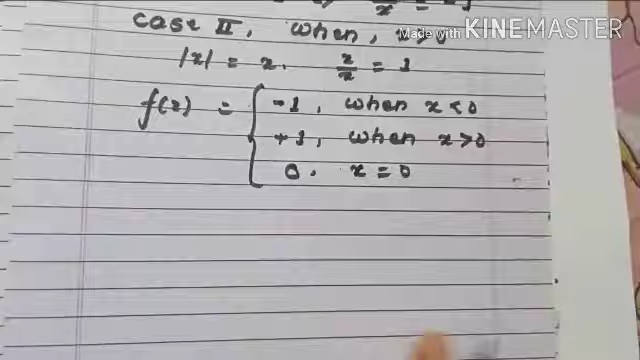 case II, when, x>0
Made with KINEMASTER
|x| = x. x/x = 1
f(x) = { -1, when x < 0
+1, when x > 0
0, x = 0